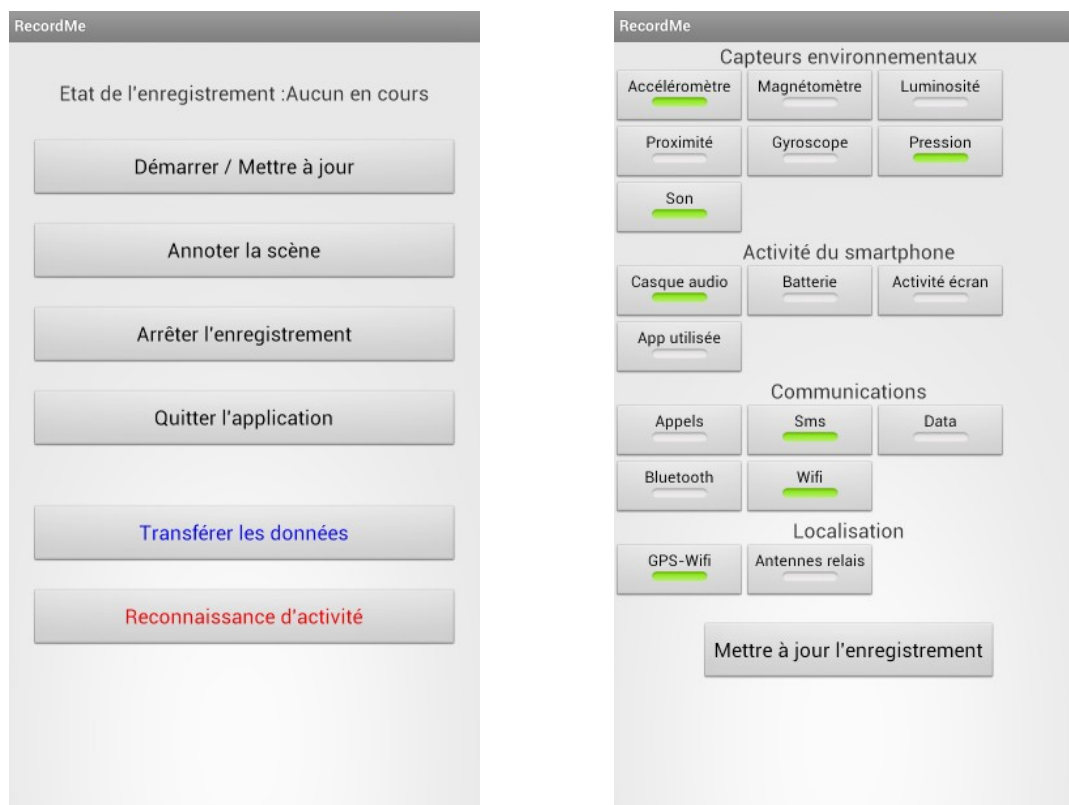 RecordMe
Etat de l'enregistrement :Aucun en cours
Démarrer / Mettre à jour
Annoter la scène
Arrêter l'enregistrement
Quitter l'application
Transférer les données
Reconnaissance d'activité
RecordMe
Capteurs environnementaux
Accéléromètre Magnétomètre Luminosité
Proximité Gyroscope Pression
Son
Activité du smartphone
Casque audio Batterie Activité écran
App utilisée
Communications
Appels Sms Data
Bluetooth Wifi
Localisation
GPS-Wifi Antennes relais
Mettre à jour l'enregistrement